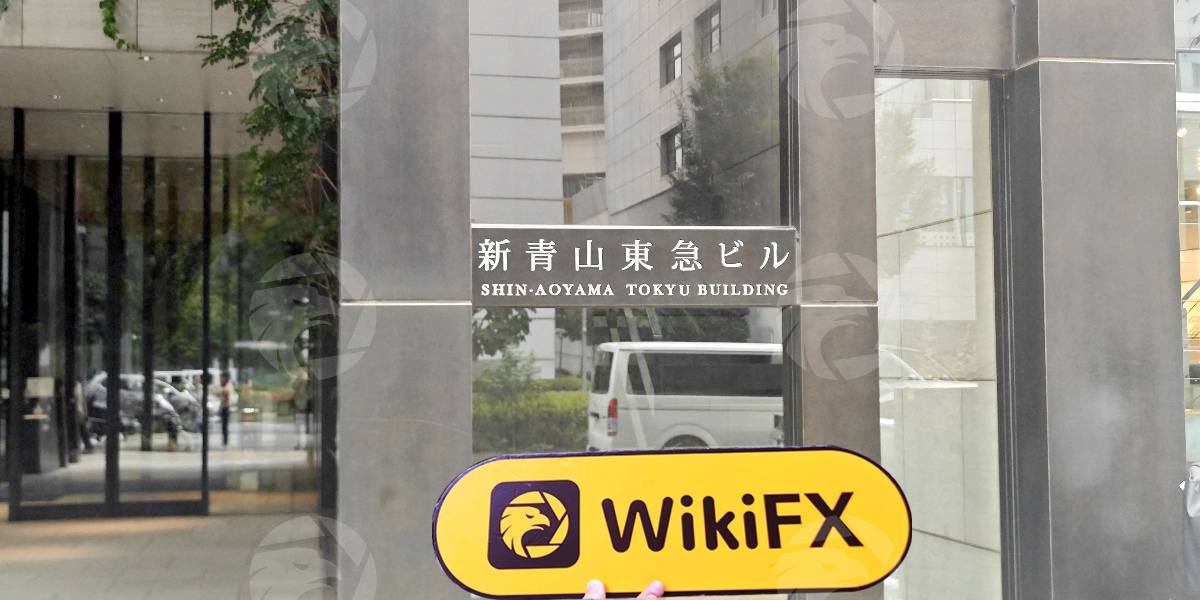 新青山東急ビル
SHIN-AOYAMA TOKYU BUILDING
WikiFX